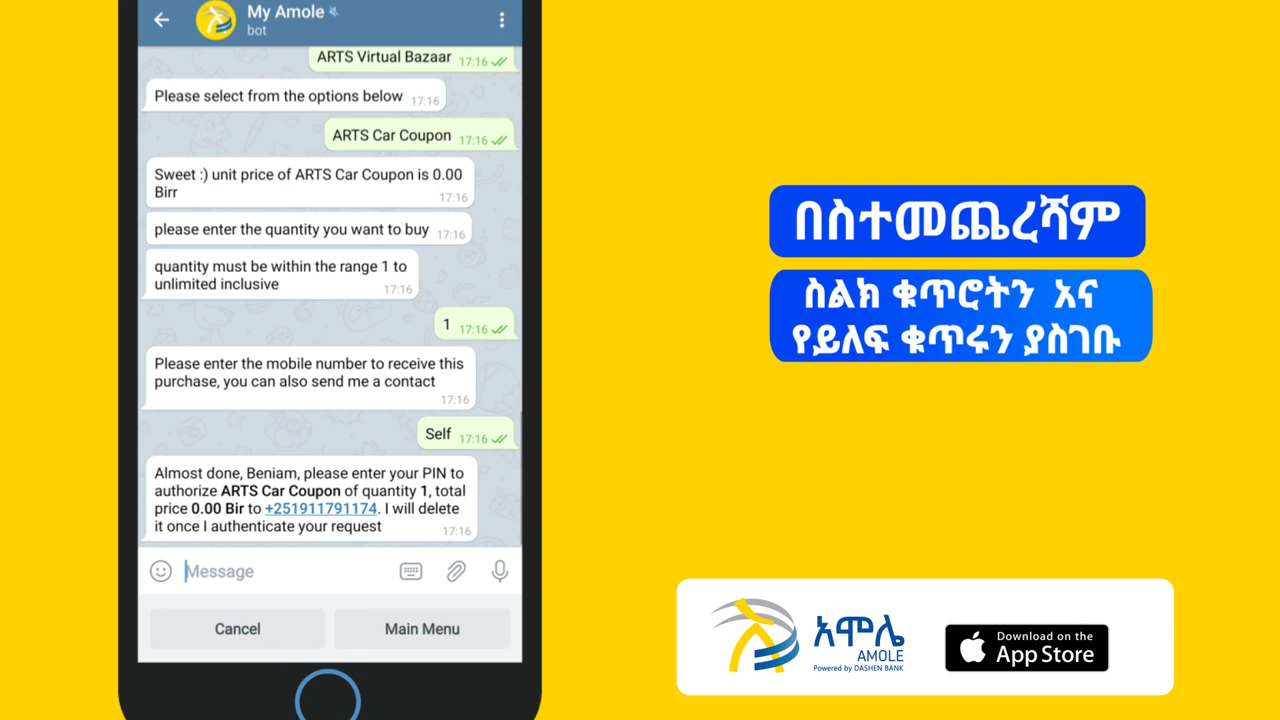 My Amole
bot
ARTS Virtual Bazaar 17:16
Please select from the options below 17:16
ARTS Car Coupon 17:16
Sweet :) unit price of ARTS Car Coupon is 0.00
Birr 17:16
please enter the quantity you want to buy 17:16
quantity must be within the range 1 to
unlimited inclusive 17:16
1 17:16
Please enter the mobile number to receive this
purchase, you can also send me a contact
17:16
Self 17:16
Almost done, Beniam, please enter your PIN to
authorize ARTS Car Coupon of quantity 1, total
price 0.00 Bir to +251911791174. I will delete
it once I authenticate your request 17:16
Message
Cancel Main Menu
በስተመጨረሻም
ስልክ ቁጥሮትን እና
የይለፍ ቁጥሩን ያስገቡ
አሞሌ
AMOLE
Powered by DASHEN BANK
Download on the
App Store